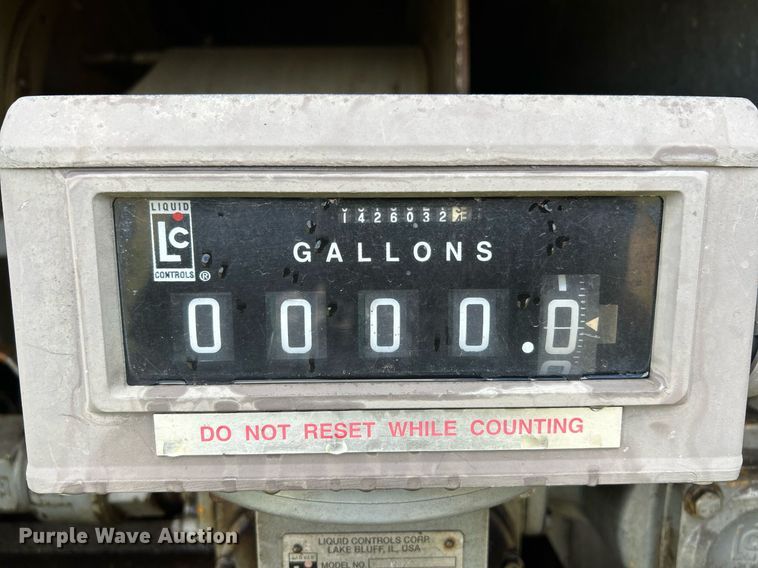 LIQUID
LC
CONTROLS ®
1426032
GALLONS
0000.0
DO NOT RESET WHILE COUNTING
LIQUID CONTROLS CORP.
LAKE BLUFF, IL, USA
MODEL NO.
Purple Wave Auction